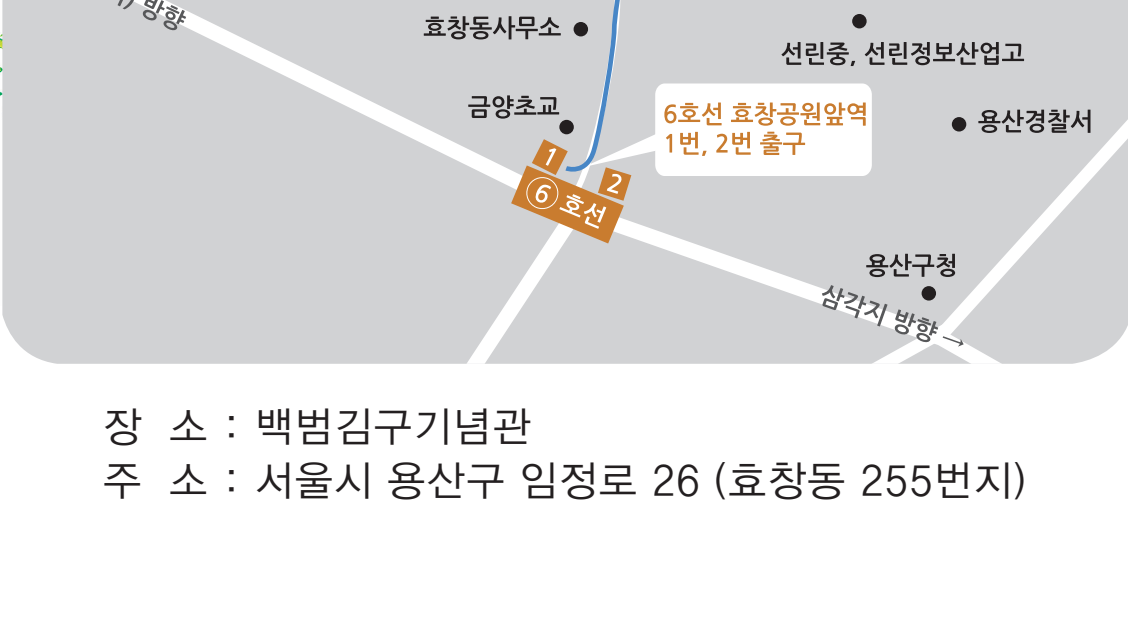 방향
효창동사무소
선린중, 선린정보산업고
금양초교
6호선 효창공원앞역
1번, 2번 출구
용산경찰서
1
2
⑥ 호선
용산구청
삼각지 방향 →
장 소 : 백범김구기념관
주 소 : 서울시 용산구 임정로 26 (효창동 255번지)